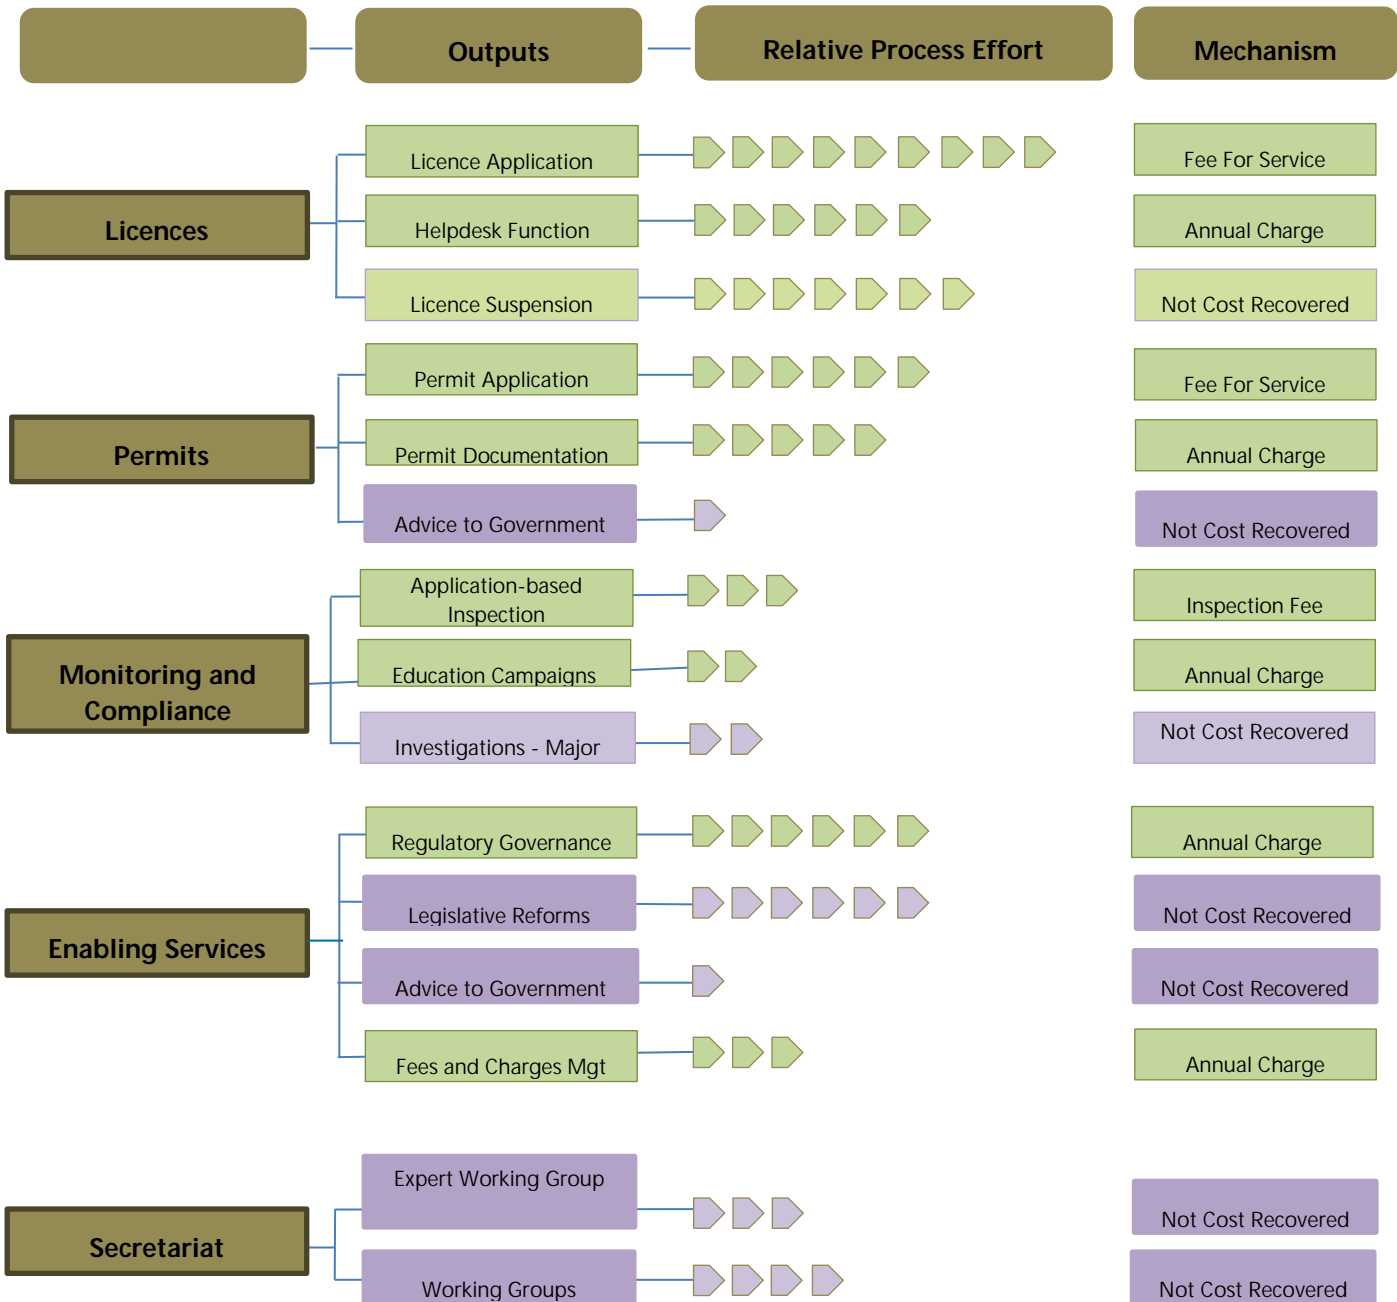 Outputs
Relative Process Effort
Mechanism
Licence Application
Fee For Service
Licences
Helpdesk Function
Annual Charge
Licence Suspension
Not Cost Recovered
Permit Application
Fee For Service
Permits
Permit Documentation
Annual Charge
Advice to Government
Not Cost Recovered
Application-based
Inspection
Inspection Fee
Monitoring and
Compliance
Education Campaigns
Annual Charge
Investigations - Major
Not Cost Recovered
Regulatory Governance
Annual Charge
Enabling Services
Legislative Reforms
Not Cost Recovered
Advice to Government
Not Cost Recovered
Fees and Charges Mgt
Annual Charge
Expert Working Group
Not Cost Recovered
Secretariat
Working Groups
Not Cost Recovered